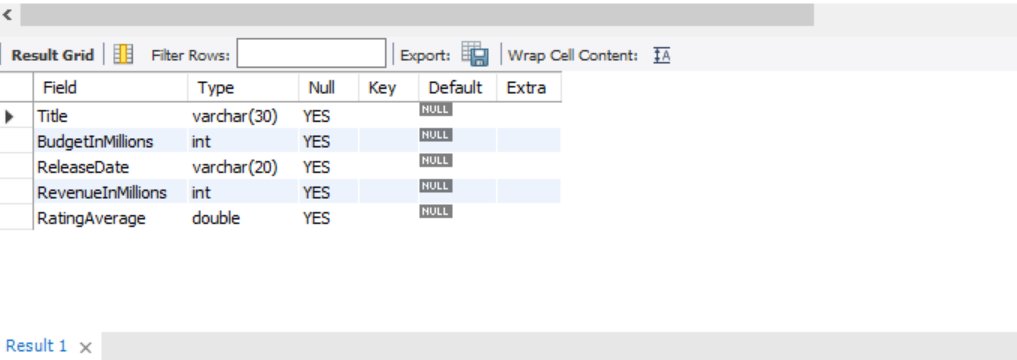 Result Grid Filter Rows: Export: Wrap Cell Content: IA
Field Type Null Key Default Extra
Title varchar(30) YES NULL
BudgetInMillions int YES NULL
ReleaseDate varchar(20) YES NULL
RevenueInMillions int YES NULL
RatingAverage double YES NULL
Result 1 ×